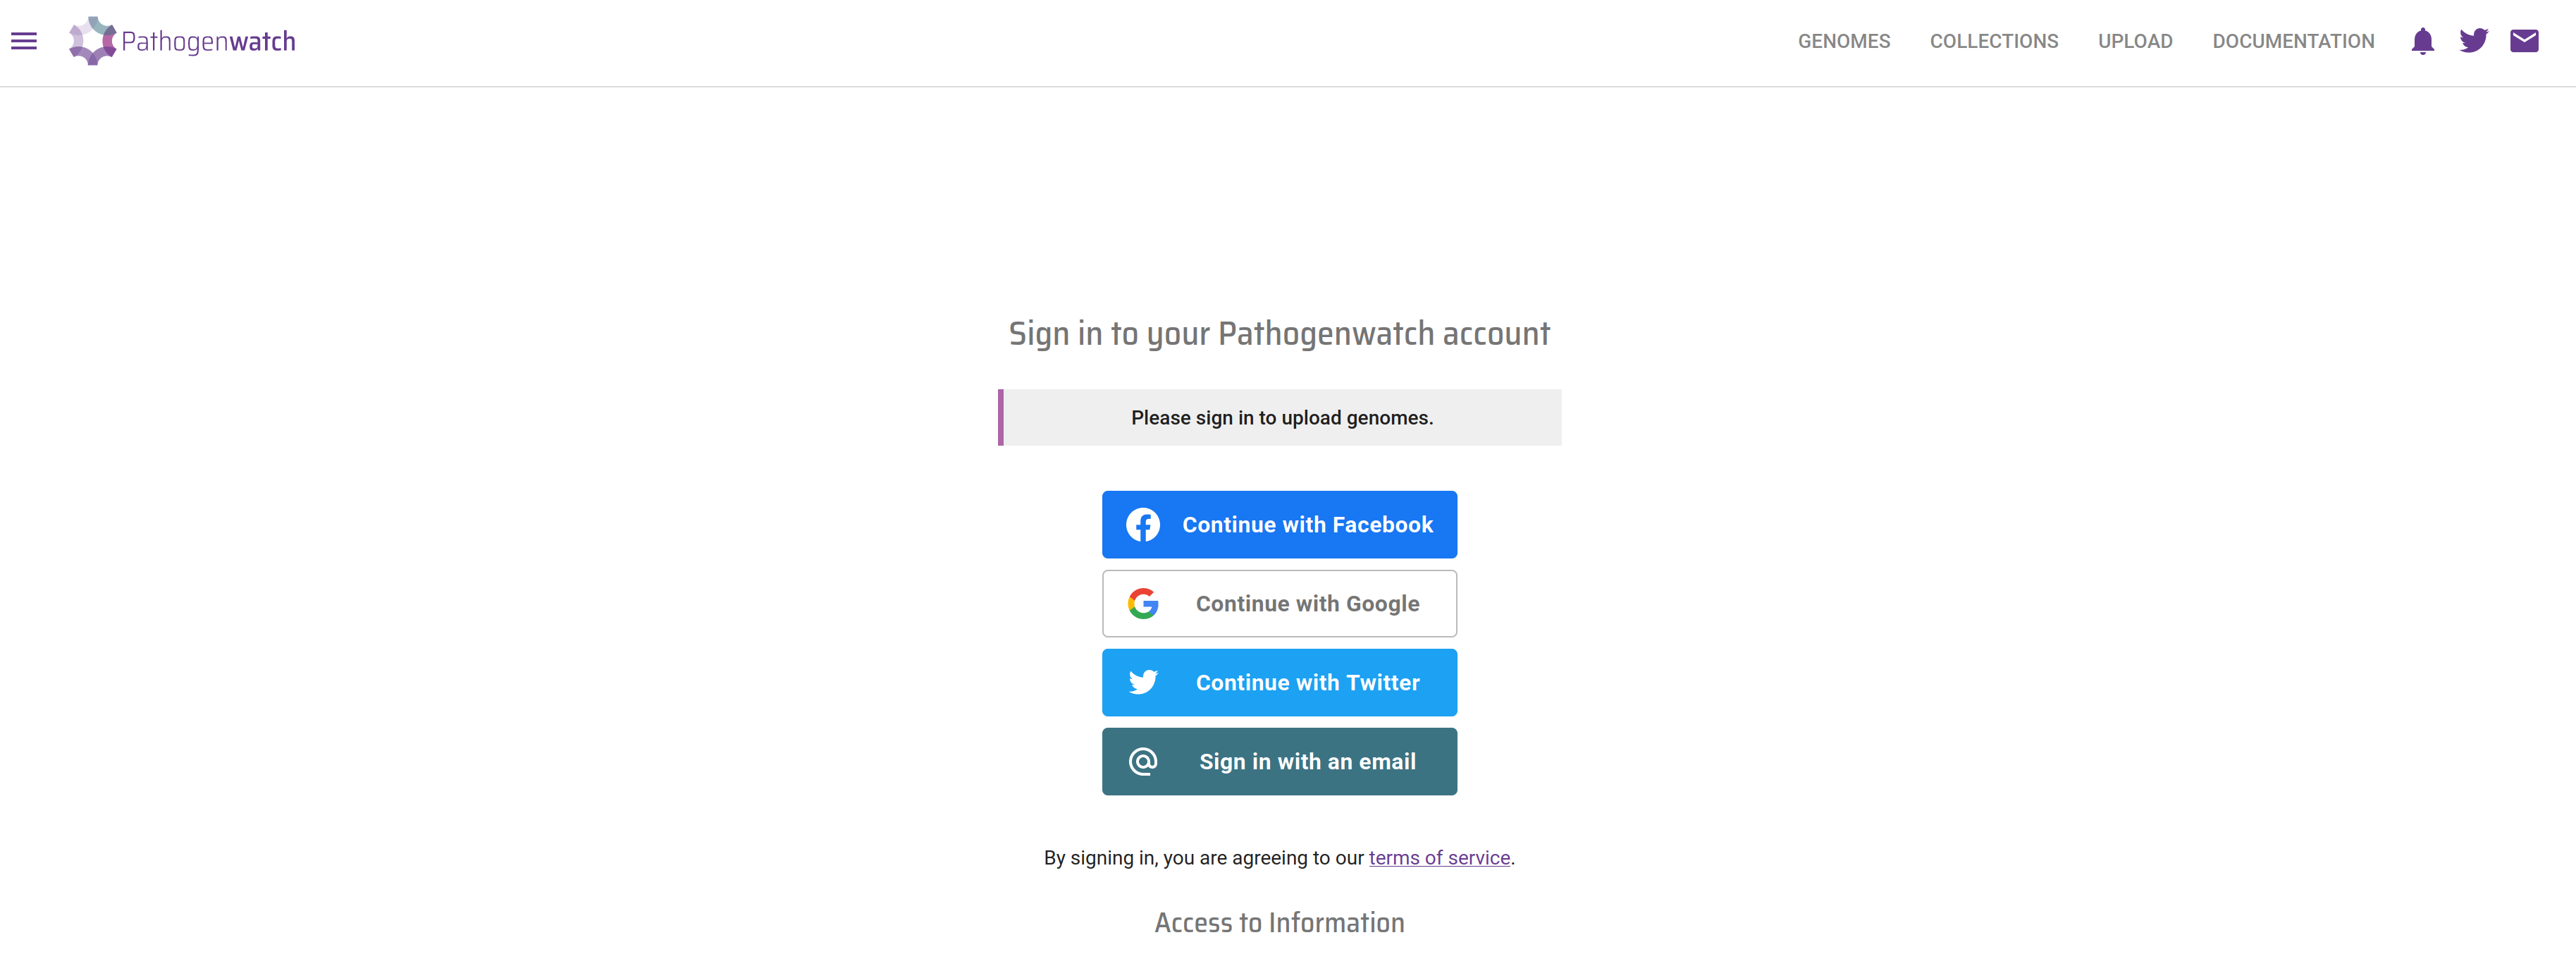 Pathogenwatch
GENOMES COLLECTIONS UPLOAD DOCUMENTATION
Sign in to your Pathogenwatch account
Please sign in to upload genomes.
Continue with Facebook
Continue with Google
Continue with Twitter
Sign in with an email
By signing in, you are agreeing to our terms of service.
Access to Information